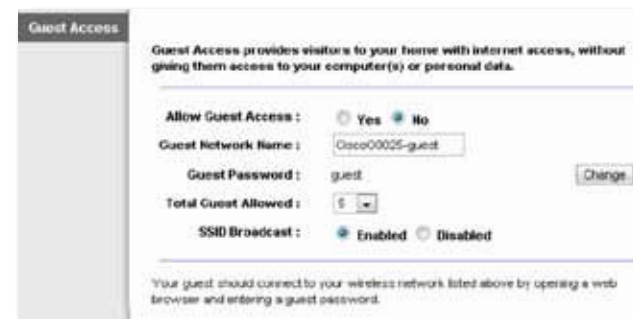 Guest Access
Guest Access provides visitors to your home with internet access, without
giving them access to your computer(s) or personal data.
Allow Guest Access : Yes No
Guest Network Name : Cisco00025-guest
Guest Password : guest Change
Total Guest Allowed : 5
SSID Broadcast : Enabled Disabled
Your guest should connect to your wireless network listed above by opening a web
browser and entering a guest password.